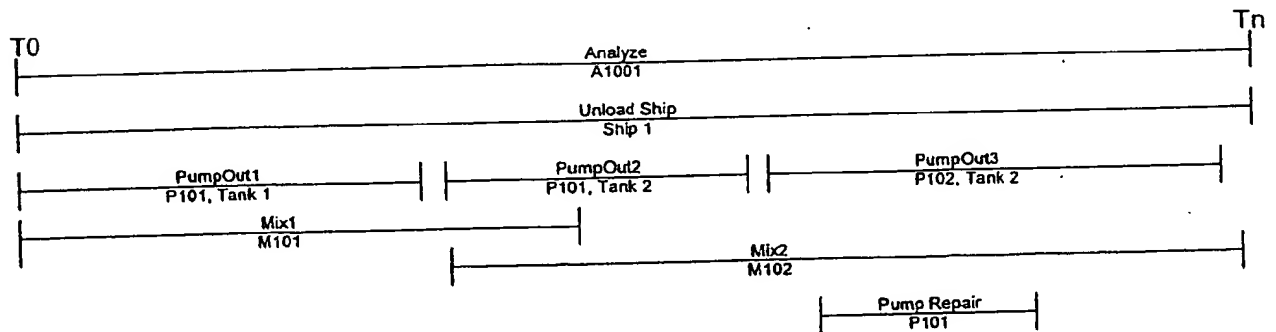 T0
Tn
Analyze
A1001
Unload Ship
Ship 1
PumpOut1
P101, Tank 1
PumpOut2
P101, Tank 2
PumpOut3
P102, Tank 2
Mix1
M101
Mix2
M102
Pump Repair
P101